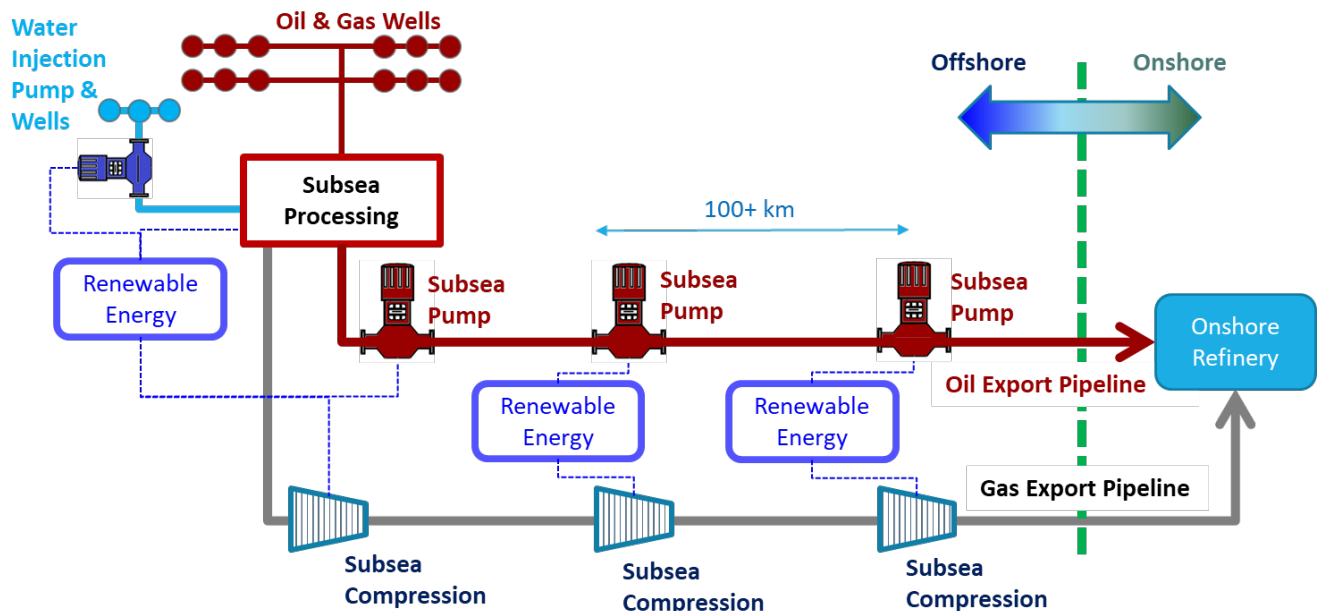 Water
Injection
Pump &
Wells
Oil & Gas Wells
Offshore
Onshore
Subsea
Processing
100+ km
Renewable
Energy
Subsea
Pump
Subsea
Pump
Subsea
Pump
Onshore
Refinery
Oil Export Pipeline
Renewable
Energy
Renewable
Energy
Gas Export Pipeline
Subsea
Compression
Subsea
Compression
Subsea
Compression